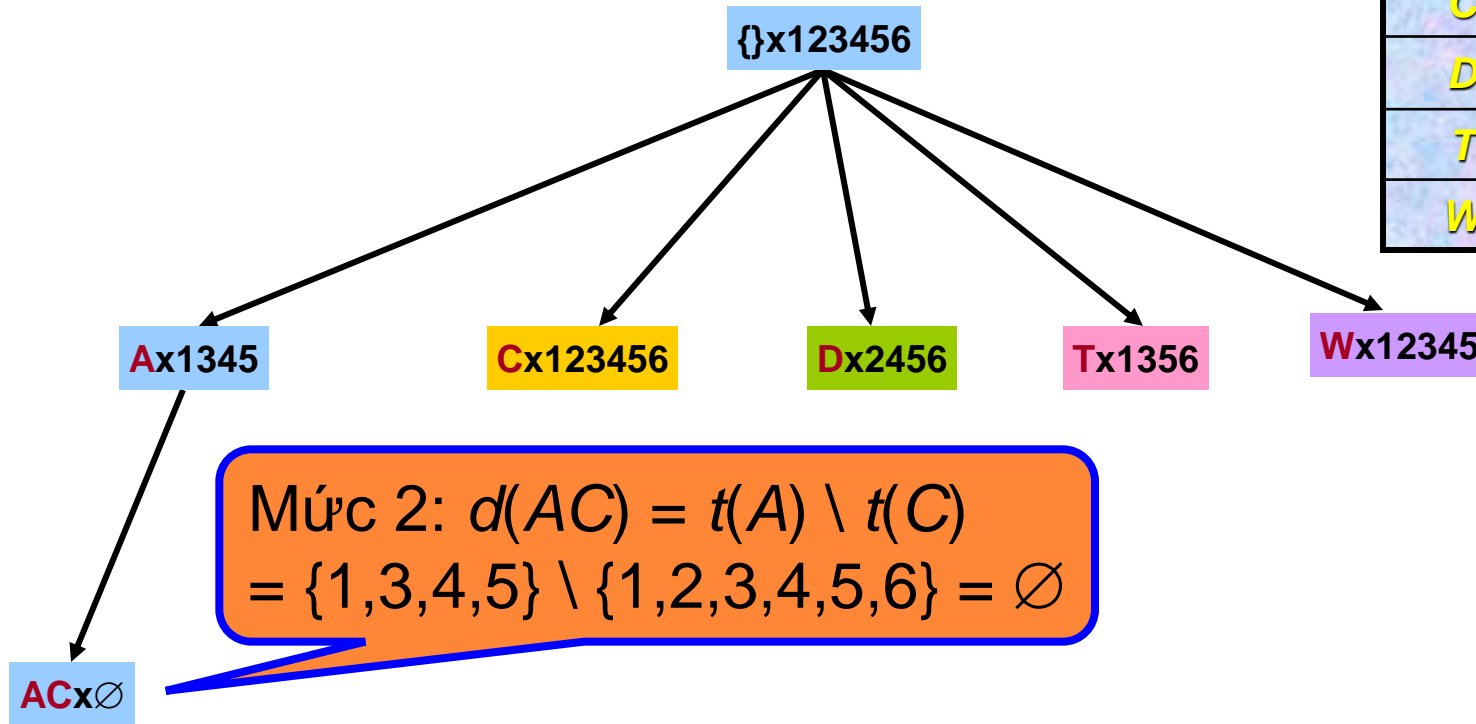 {}x123456
C
D
T
W
Ax1345
Cx123456
Dx2456
Tx1356
Wx12345
Mức 2: d(AC) = t(A) \ t(C)
= {1,3,4,5} \ {1,2,3,4,5,6} = ∅
ACx∅